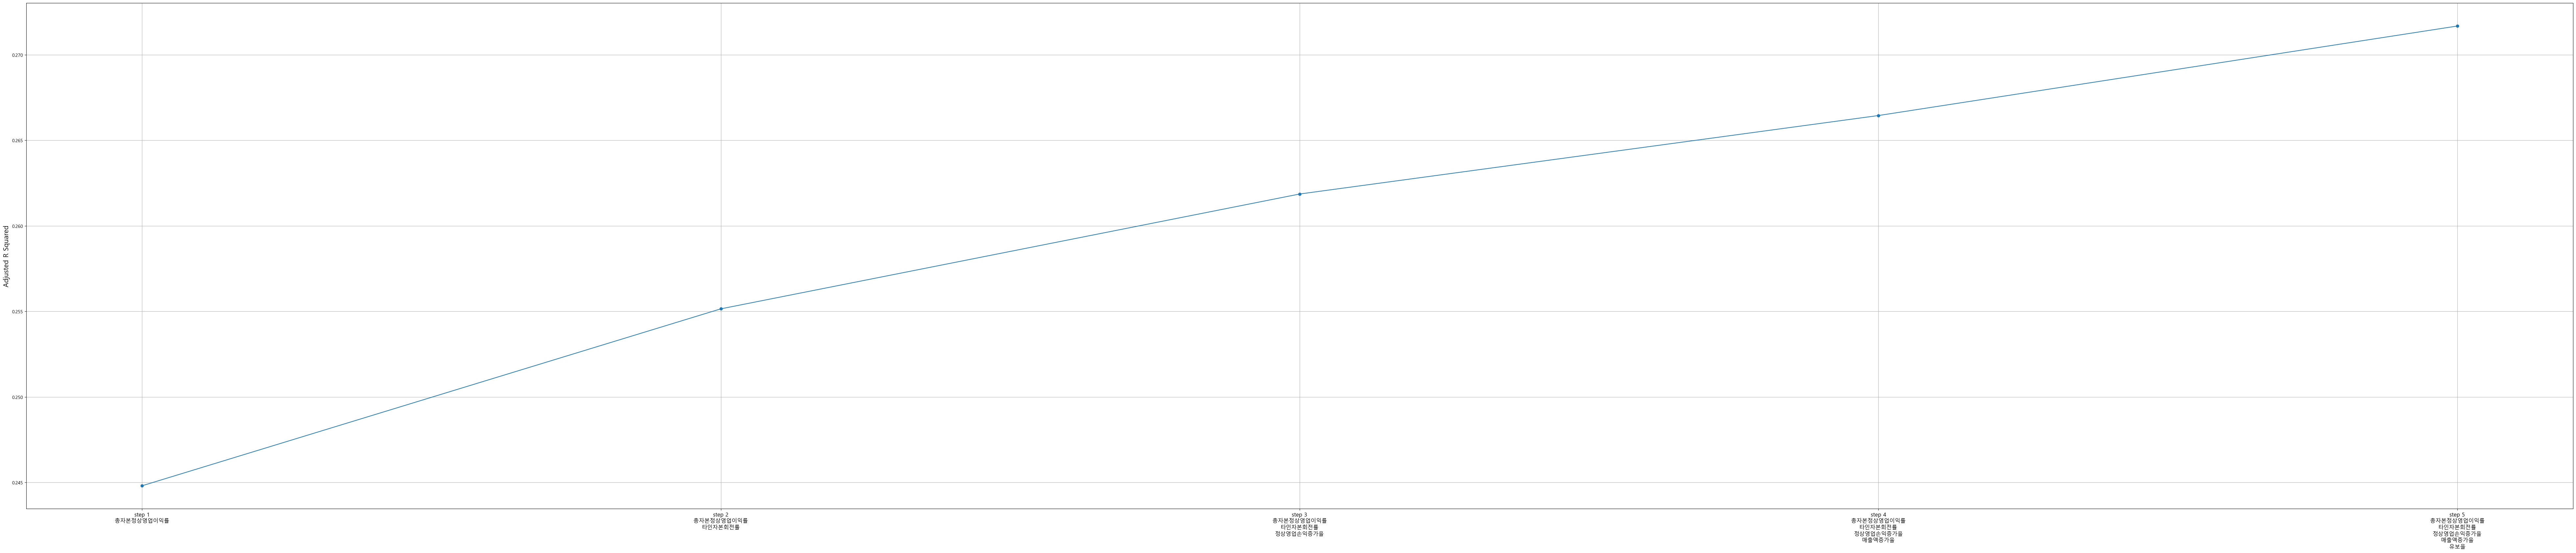 Adjusted R Squared
0.270
0.265
0.260
0.255
0.250
0.245
step 1
총자본정상영업이익률
step 2
총자본정상영업이익률
타인자본회전률
step 3
총자본정상영업이익률
타인자본회전률
정상영업손익증가율
step 4
총자본정상영업이익률
타인자본회전률
정상영업손익증가율
매출액증가율
step 5
총자본정상영업이익률
타인자본회전률
정상영업손익증가율
매출액증가율
유보율